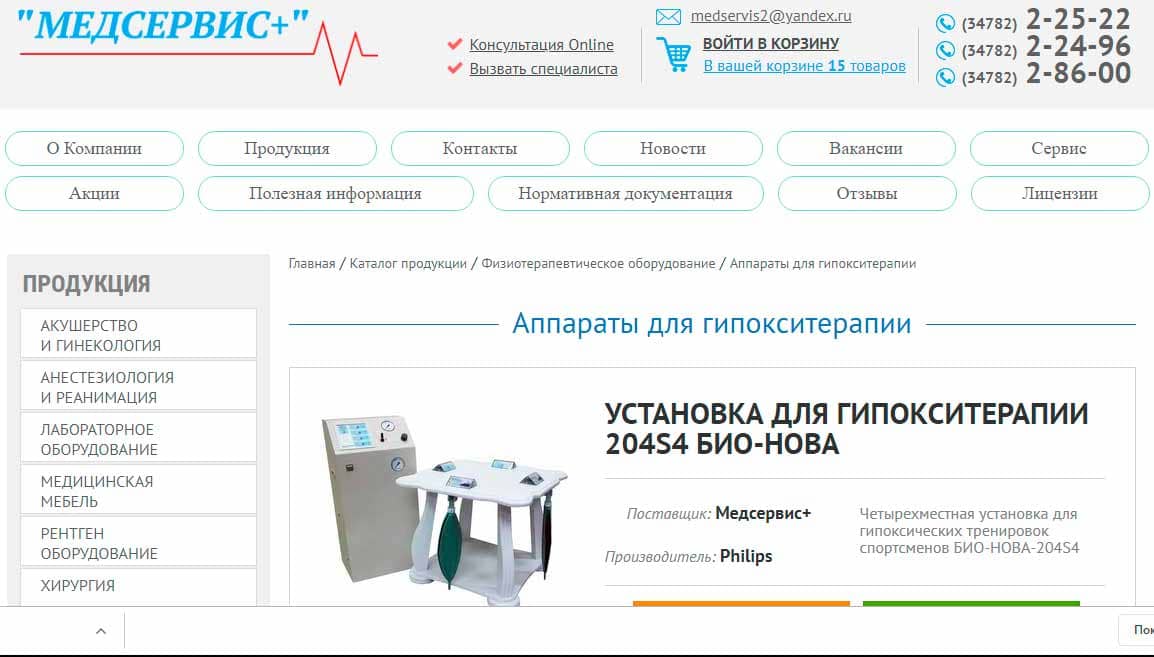 "МЕДСЕРВИС+"
Консультация Online
Вызвать специалиста
medservis2@yandex.ru
ВОЙТИ В КОРЗИНУ
В вашей корзине 15 товаров
(34782) 2-25-22
(34782) 2-24-96
(34782) 2-86-00
О Компании
Продукция
Контакты
Новости
Вакансии
Сервис
Акции
Полезная информация
Нормативная документация
Отзывы
Лицензии
ПРОДУКЦИЯ
АКУШЕРСТВО
И ГИНЕКОЛОГИЯ
АНЕСТЕЗИОЛОГИЯ
И РЕАНИМАЦИЯ
ЛАБОРАТОРНОЕ
ОБОРУДОВАНИЕ
МЕДИЦИНСКАЯ
МЕБЕЛЬ
РЕНТГЕН
ОБОРУДОВАНИЕ
ХИРУРГИЯ
Главная / Каталог продукции / Физиотерапевтическое оборудование / Аппараты для гипокситерапии
Аппараты для гипокситерапии
УСТАНОВКА ДЛЯ ГИПОКСИТЕРАПИИ
204S4 БИО-НОВА
Поставщик: Медсервис+
Производитель: Philips
Четырехместная установка для
гипоксических тренировок
спортсменов БИО-НОВА-204S4